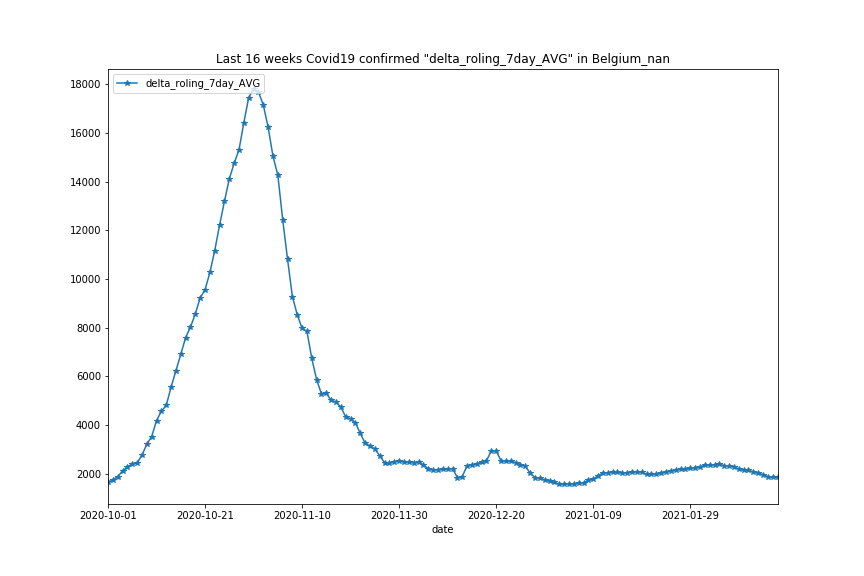 Last 16 weeks Covid19 confirmed "delta_roling_7day_AVG" in Belgium_nan
delta_roling_7day_AVG
18000
16000
14000
12000
10000
8000
6000
4000
2000
2020-10-01 2020-10-21 2020-11-10 2020-11-30 2020-12-20 2021-01-09 2021-01-29
date